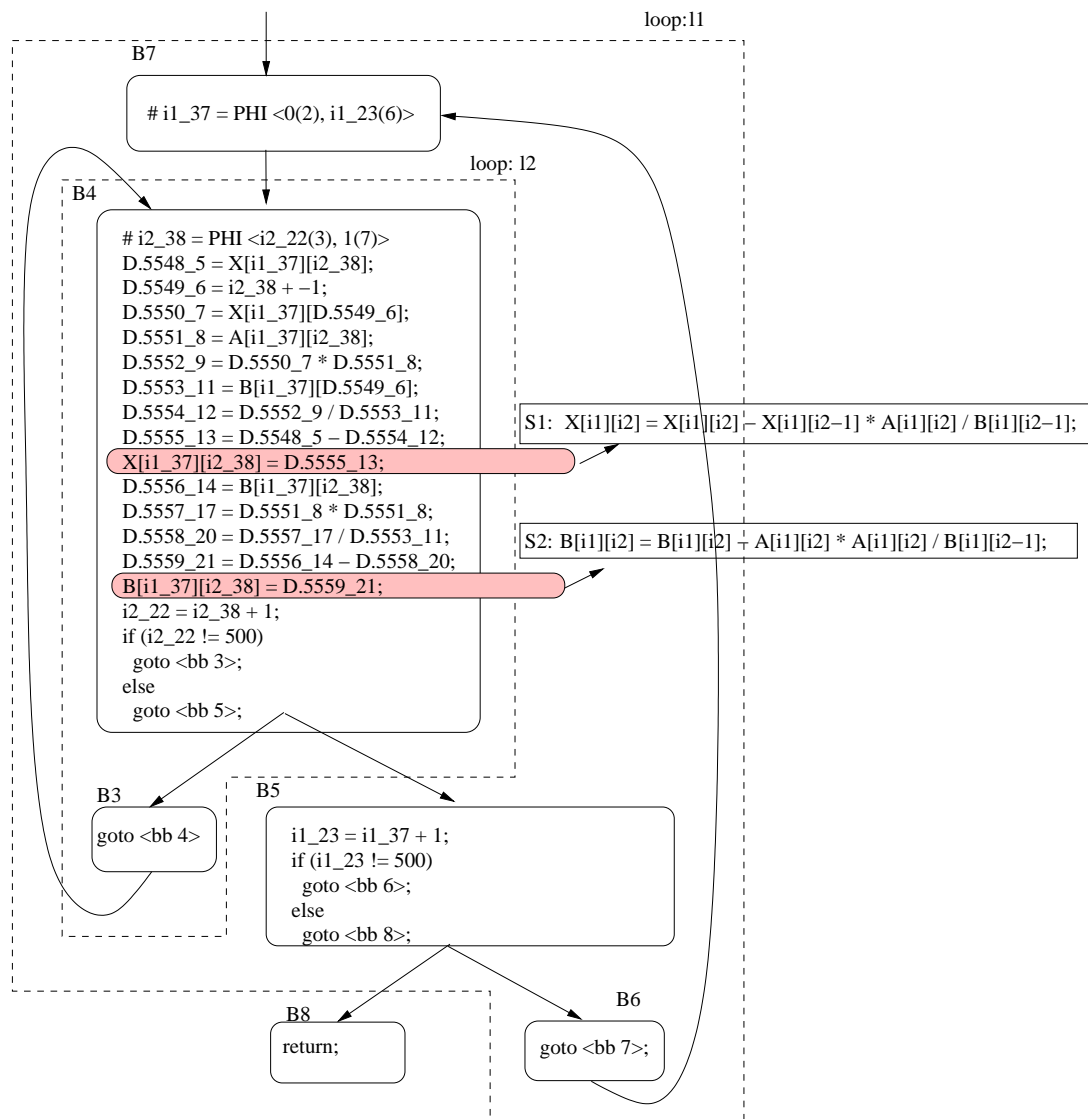 loop:l1
B7
# i1_37 = PHI <0(2), i1_23(6)>
loop: l2
B4
# i2_38 = PHI <i2_22(3), 1(7)>
D.5548_5 = X[i1_37][i2_38];
D.5549_6 = i2_38 + −1;
D.5550_7 = X[i1_37][D.5549_6];
D.5551_8 = A[i1_37][i2_38];
D.5552_9 = D.5550_7 * D.5551_8;
D.5553_11 = B[i1_37][D.5549_6];
D.5554_12 = D.5552_9 / D.5553_11;
D.5555_13 = D.5548_5 − D.5554_12;
X[i1_37][i2_38] = D.5555_13;
D.5556_14 = B[i1_37][i2_38];
D.5557_17 = D.5551_8 * D.5551_8;
D.5558_20 = D.5557_17 / D.5553_11;
D.5559_21 = D.5556_14 − D.5558_20;
B[i1_37][i2_38] = D.5559_21;
i2_22 = i2_38 + 1;
if (i2_22 != 500)
goto <bb 3>;
else
goto <bb 5>;
S1: X[i1][i2] = X[i1][i2] − X[i1][i2−1] * A[i1][i2] / B[i1][i2−1];
S2: B[i1][i2] = B[i1][i2] − A[i1][i2] * A[i1][i2] / B[i1][i2−1];
B3
goto <bb 4>
B5
i1_23 = i1_37 + 1;
if (i1_23 != 500)
goto <bb 6>;
else
goto <bb 8>;
B8
return;
B6
goto <bb 7>;